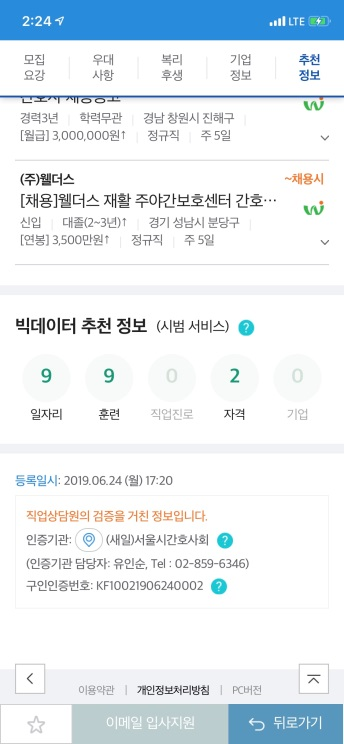 2:24
LTE
모집 요강
우대 사항
복리 후생
기업 정보
추천 정보
경력3년 | 학력무관 | 경남 창원시 진해구
[월급] 3,000,000원↑ | 정규직 | 주 5일
(주)웰더스
~채용시
[채용]웰더스 재활 주야간보호센터 간호…
신입 | 대졸(2~3년)↑ | 경기 성남시 분당구
[연봉] 3,500만원↑ | 정규직 | 주 5일
빅데이터 추천 정보 (시범 서비스) ?
9 9 0 2 0
일자리 훈련 직업진로 자격 기업
등록일시: 2019.06.24 (월) 17:20
직업상담원의 검증을 거친 정보입니다.
인증기관: (새일)서울시간호사회 ?
(인증기관 담당자: 유인순, Tel : 02-859-6346)
구인인증번호: KF10021906240002 ?
이용약관 | 개인정보처리방침 | PC버전
이메일 입사지원
뒤로가기